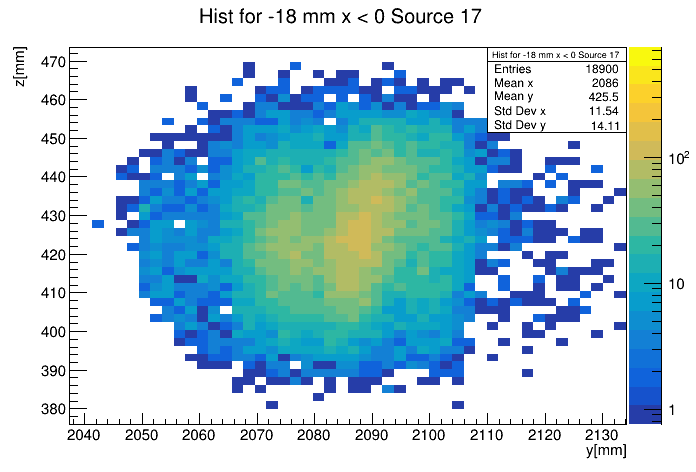 Hist for -18 mm x < 0 Source 17
z[mm]
470
460
450
440
430
420
410
400
390
380
Hist for -18 mm x < 0 Source 17
Entries 18900
Mean x 2086
Mean y 425.5
Std Dev x 11.54
Std Dev y 14.11
10²
10
1
2040 2050 2060 2070 2080 2090 2100 2110 2120 2130
y[mm]